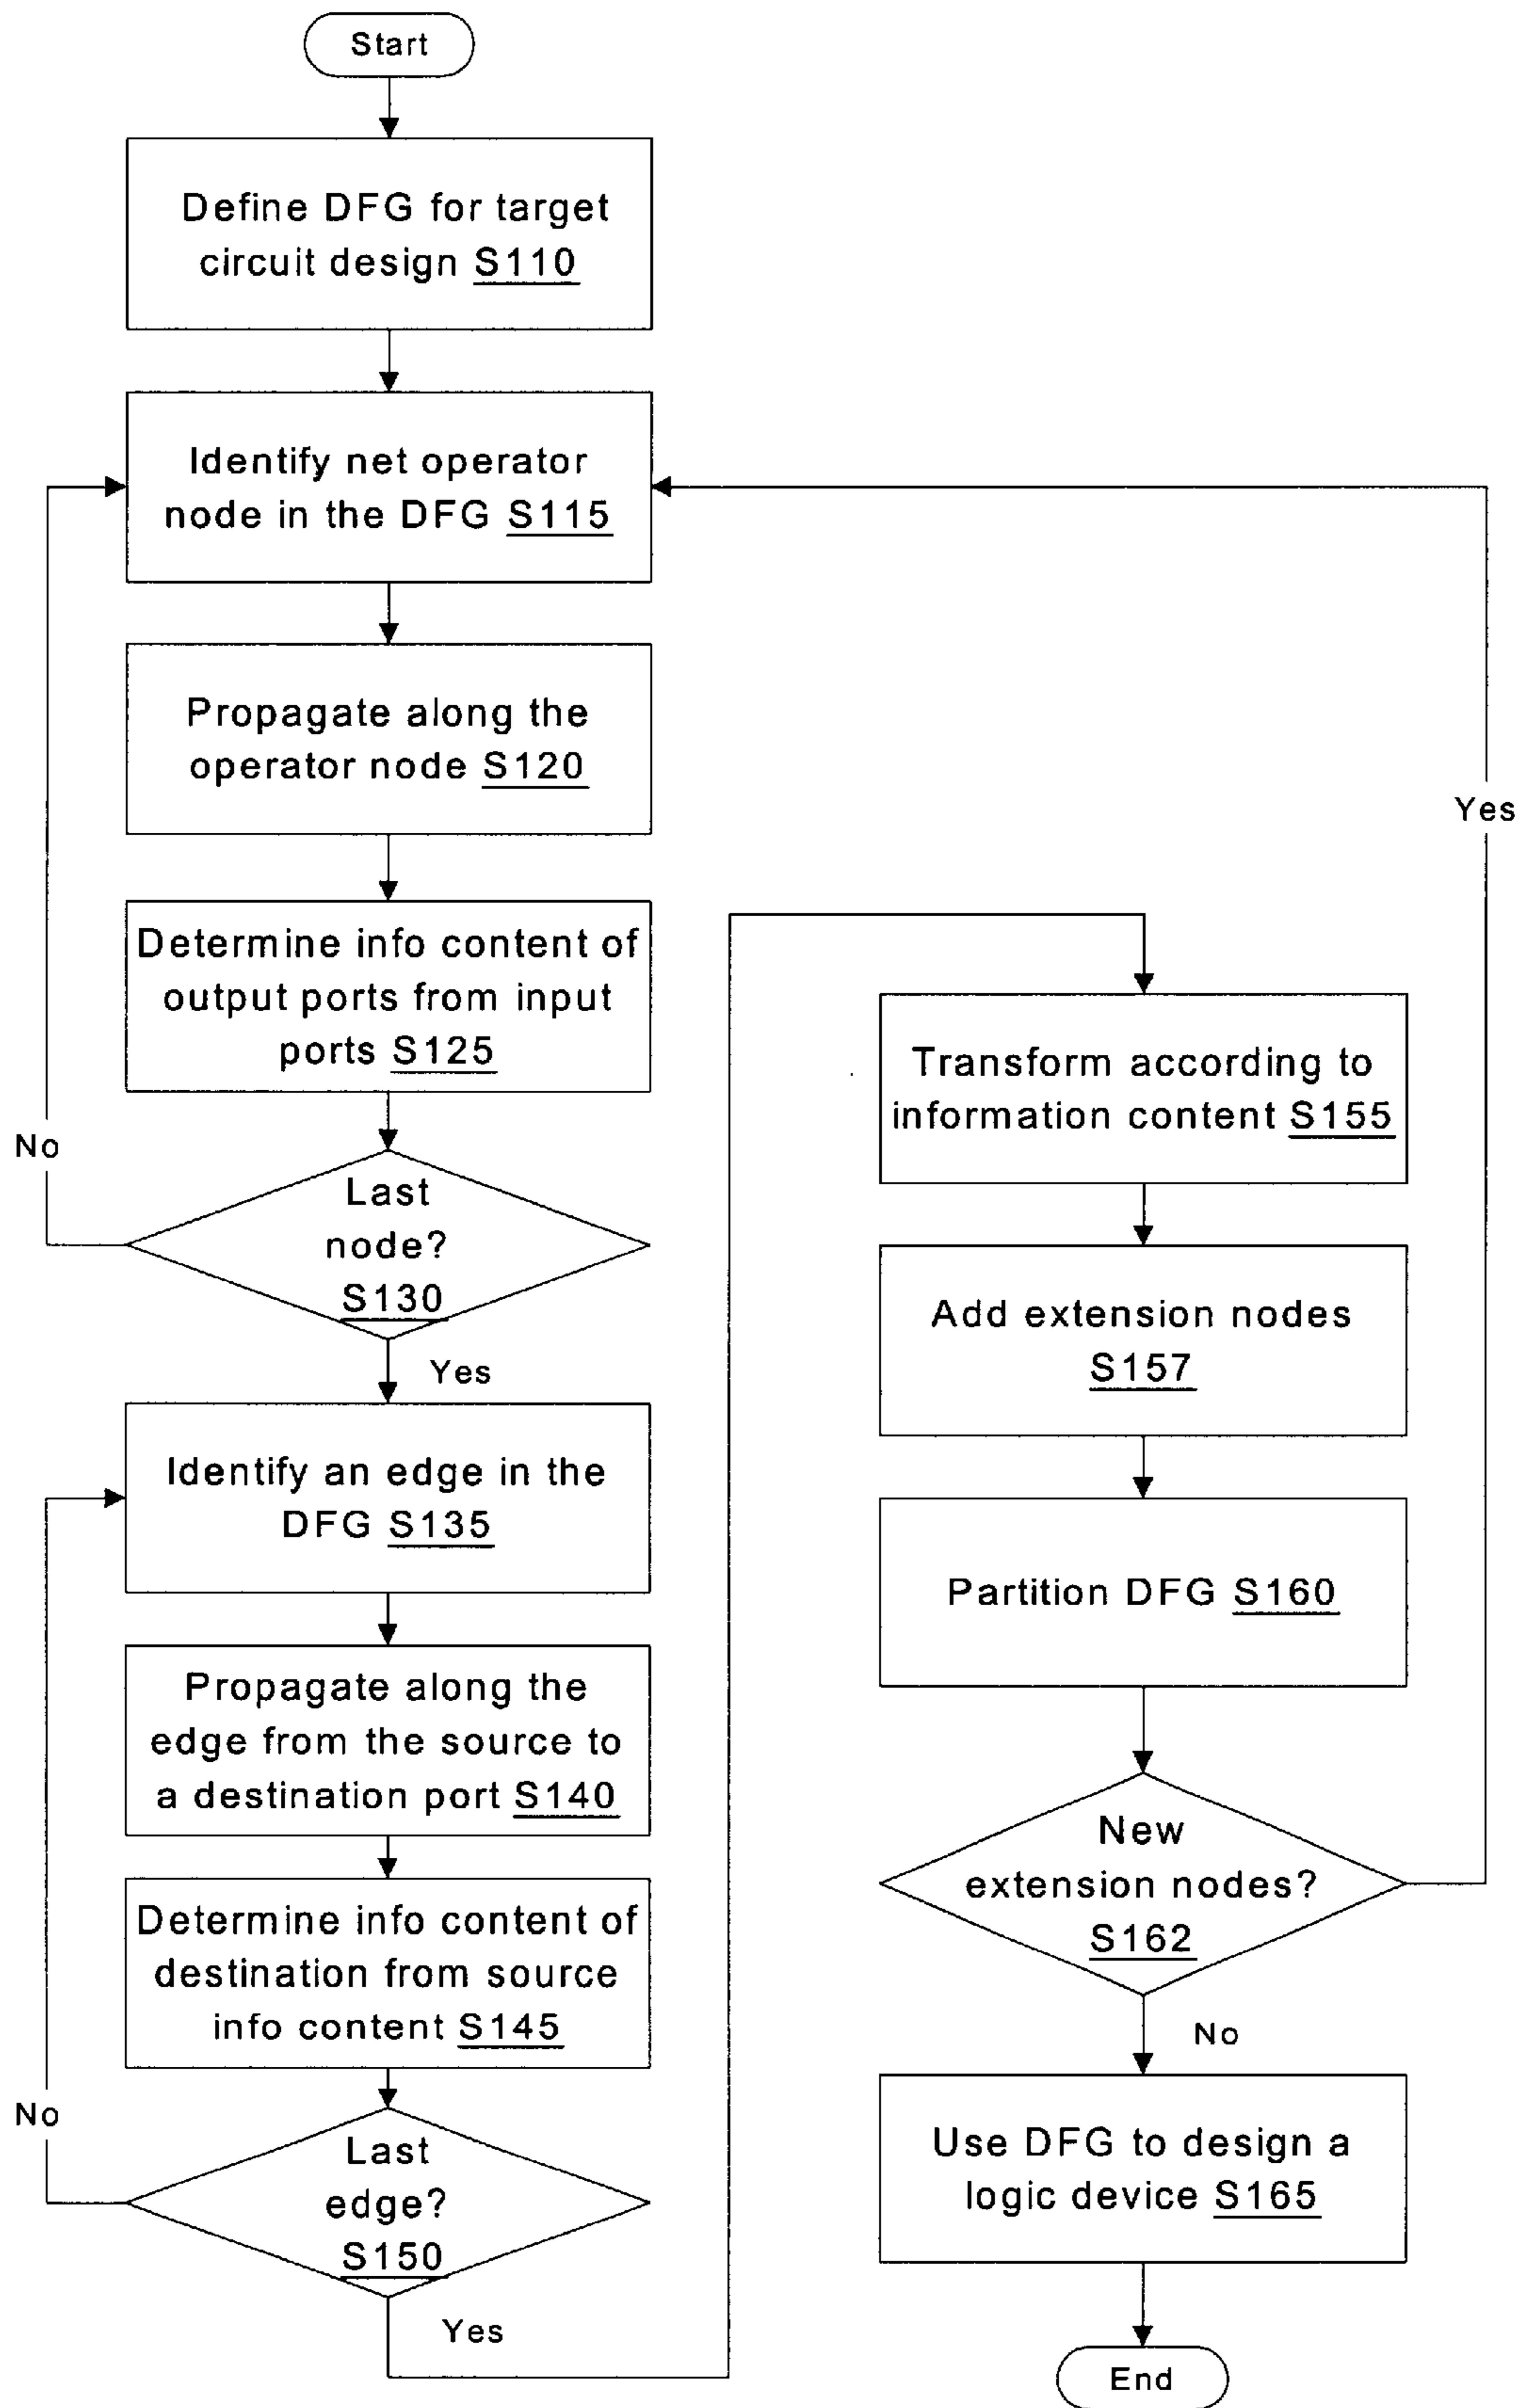 Start
Define DFG for target
circuit design S110
Identify net operator
node in the DFG S115
Propagate along the
operator node S120
Determine info content of
output ports from input
ports S125
No
Last
node?
S130
Yes
Identify an edge in the
DFG S135
Propagate along the
edge from the source to
a destination port S140
Determine info content of
destination from source
info content S145
No
Last
edge?
S150
Yes
Transform according to
information content S155
Add extension nodes
S157
Partition DFG S160
New
extension nodes?
S162
Yes
No
Use DFG to design a
logic device S165
End